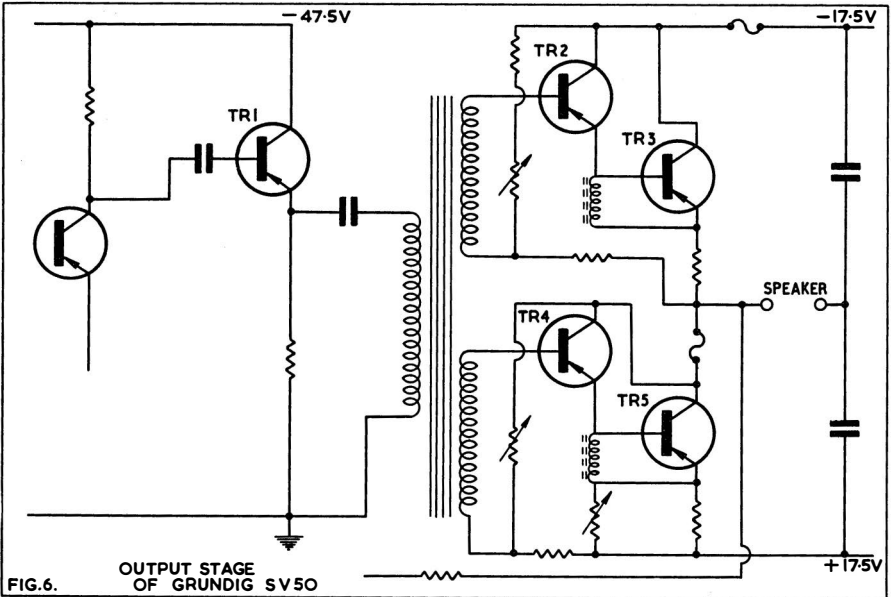 -47·5V
-17·5V
TR2
TR1
TR3
SPEAKER
TR4
TR5
+17·5V
FIG.6.
OUTPUT STAGE
OF GRUNDIG SV50